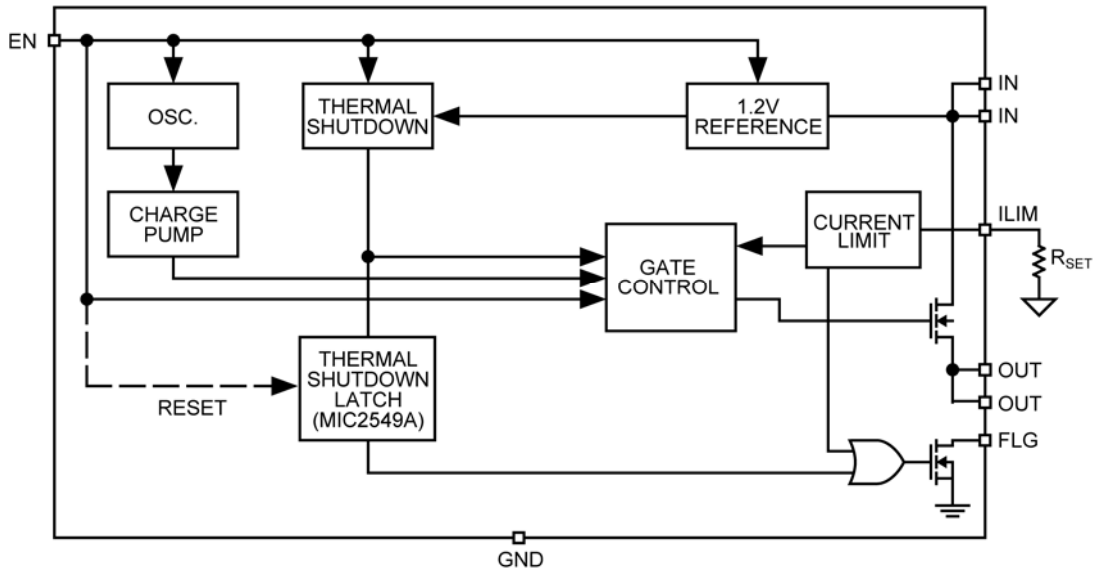 EN
OSC.
THERMAL
SHUTDOWN
1.2V
REFERENCE
IN
IN
CHARGE
PUMP
CURRENT
LIMIT
ILIM
RSET
GATE
CONTROL
THERMAL
SHUTDOWN
LATCH
(MIC2549A)
RESET
OUT
OUT
FLG
GND